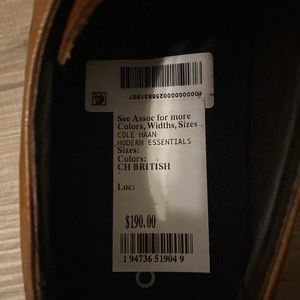 See Assoc for more
Colors, Widths, Sizes
COLE HAAN
MODERN ESSENTIALS
Sizes:
Colors:
CH BRITISH
Loc:
$190.00
1 94736 51904 9